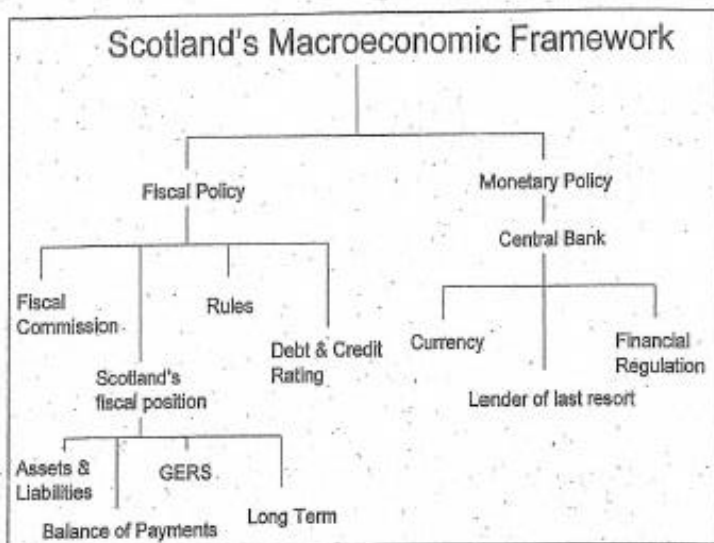 Scotland's Macroeconomic Framework
Fiscal Policy
Monetary Policy
Central Bank
Fiscal
Commission
Rules
Debt & Credit
Rating
Currency
Financial
Regulation
Scotland's
fiscal position
Lender of last resort
Assets &
Liabilities
GERS
Balance of Payments
Long Term